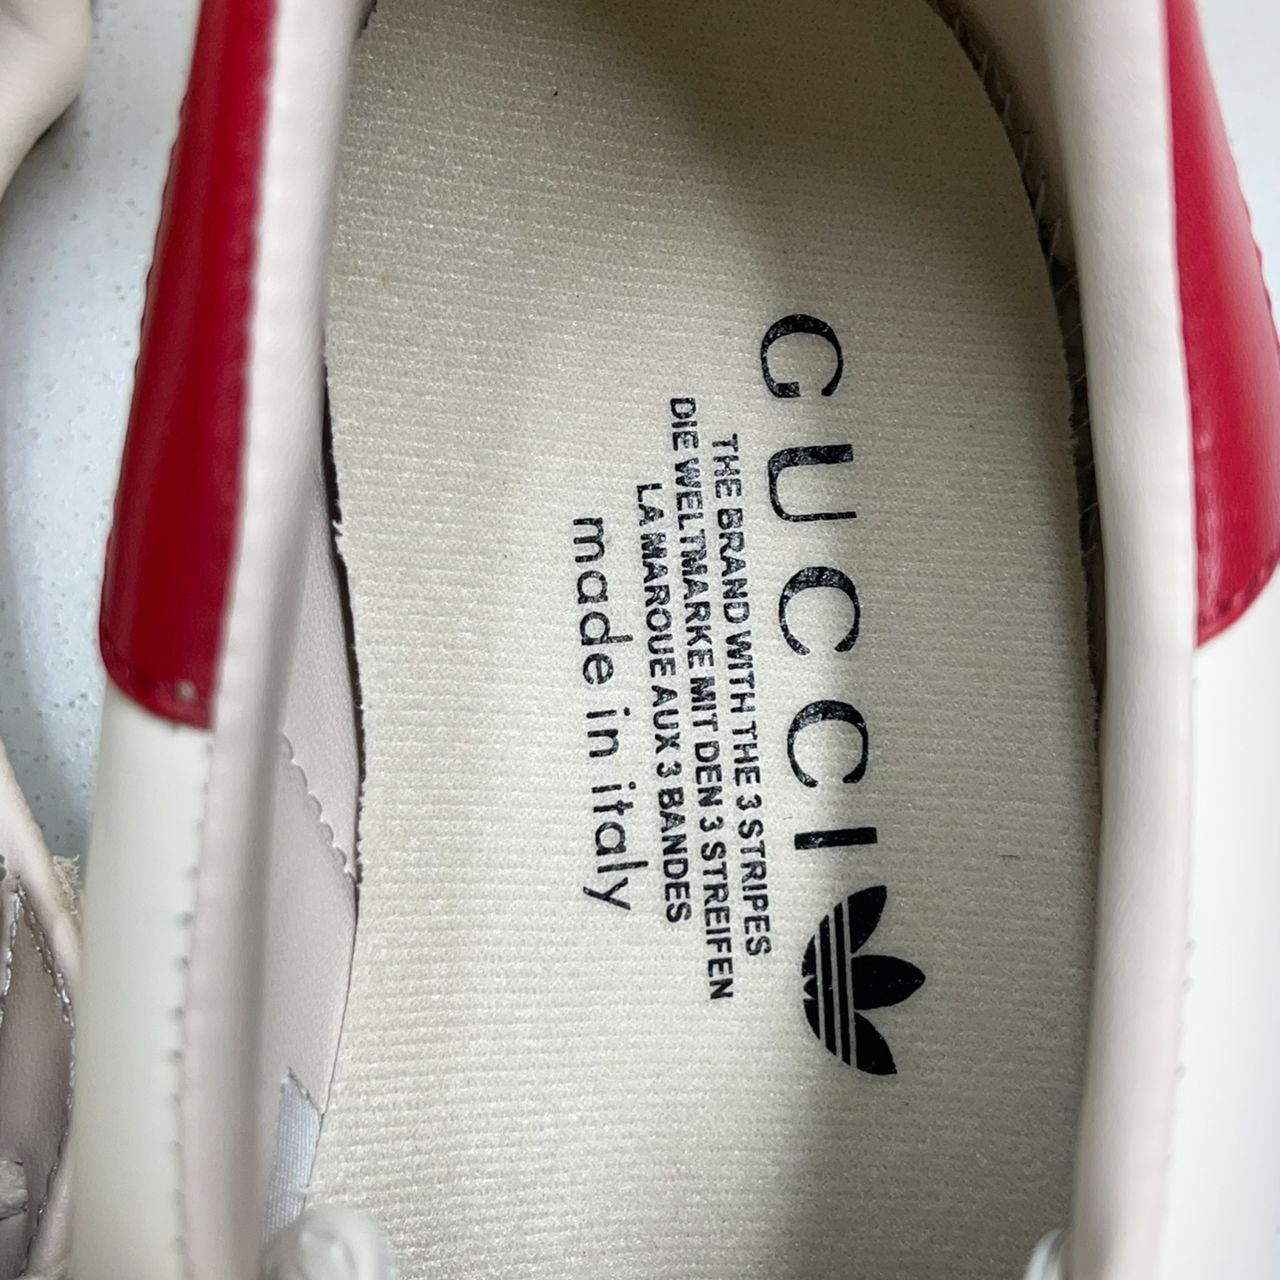 GUCCI
THE BRAND WITH THE 3 STRIPES
DIE WELTMARKE MIT DEN 3 STREIFEN
LA MARQUE AUX 3 BANDES
made in italy